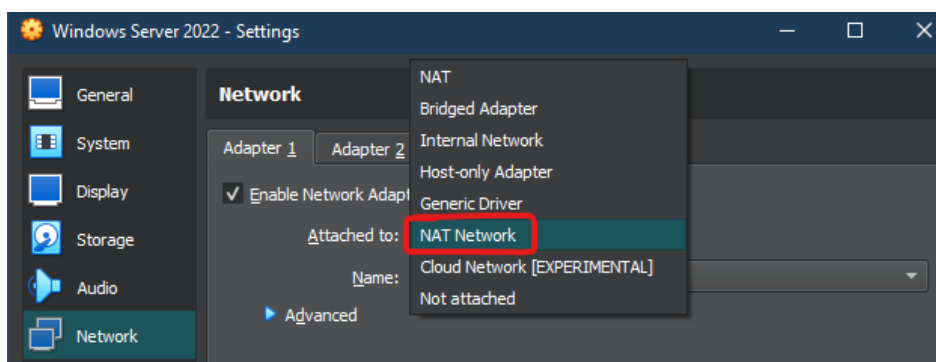 Windows Server 2022 - Settings
General
System
Display
Storage
Audio
Network
Network
Adapter 1
Adapter 2
Enable Network Adapt
Attached to:
Name:
Advanced
NAT
Bridged Adapter
Internal Network
Host-only Adapter
Generic Driver
NAT Network
Cloud Network [EXPERIMENTAL]
Not attached